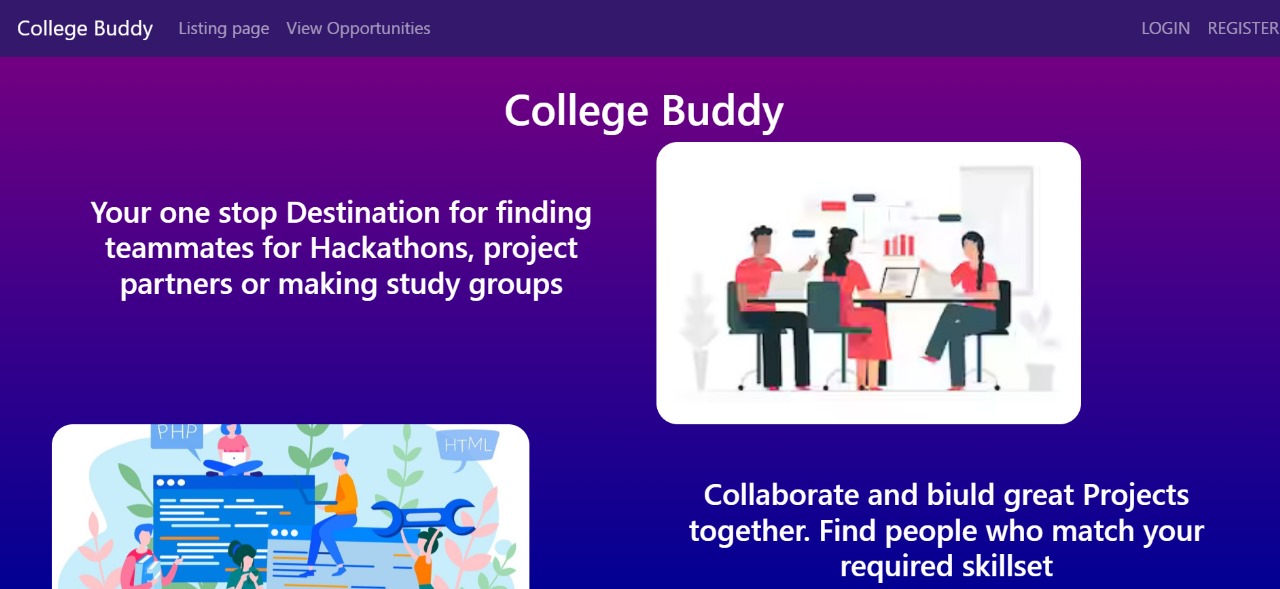 College Buddy Listing page View Opportunities LOGIN REGISTER
College Buddy
Your one stop Destination for finding
teammates for Hackathons, project
partners or making study groups
PHP
HTML
Collaborate and biuld great Projects
together. Find people who match your
required skillset